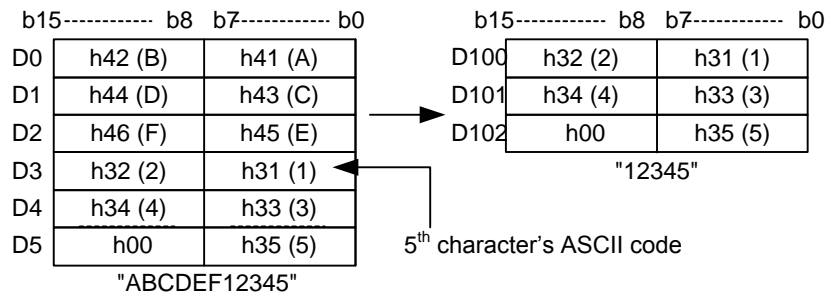 b15------------ b8 b7------------- b0 b15------------ b8 b7------------- b0
D0 h42 (B) h41 (A) D100 h32 (2) h31 (1)
D1 h44 (D) h43 (C) D101 h34 (4) h33 (3)
D2 h46 (F) h45 (E) D102 h00 h35 (5)
D3 h32 (2) h31 (1) "12345"
D4 h34 (4) h33 (3)
D5 h00 h35 (5) 5th character's ASCII code
"ABCDEF12345"